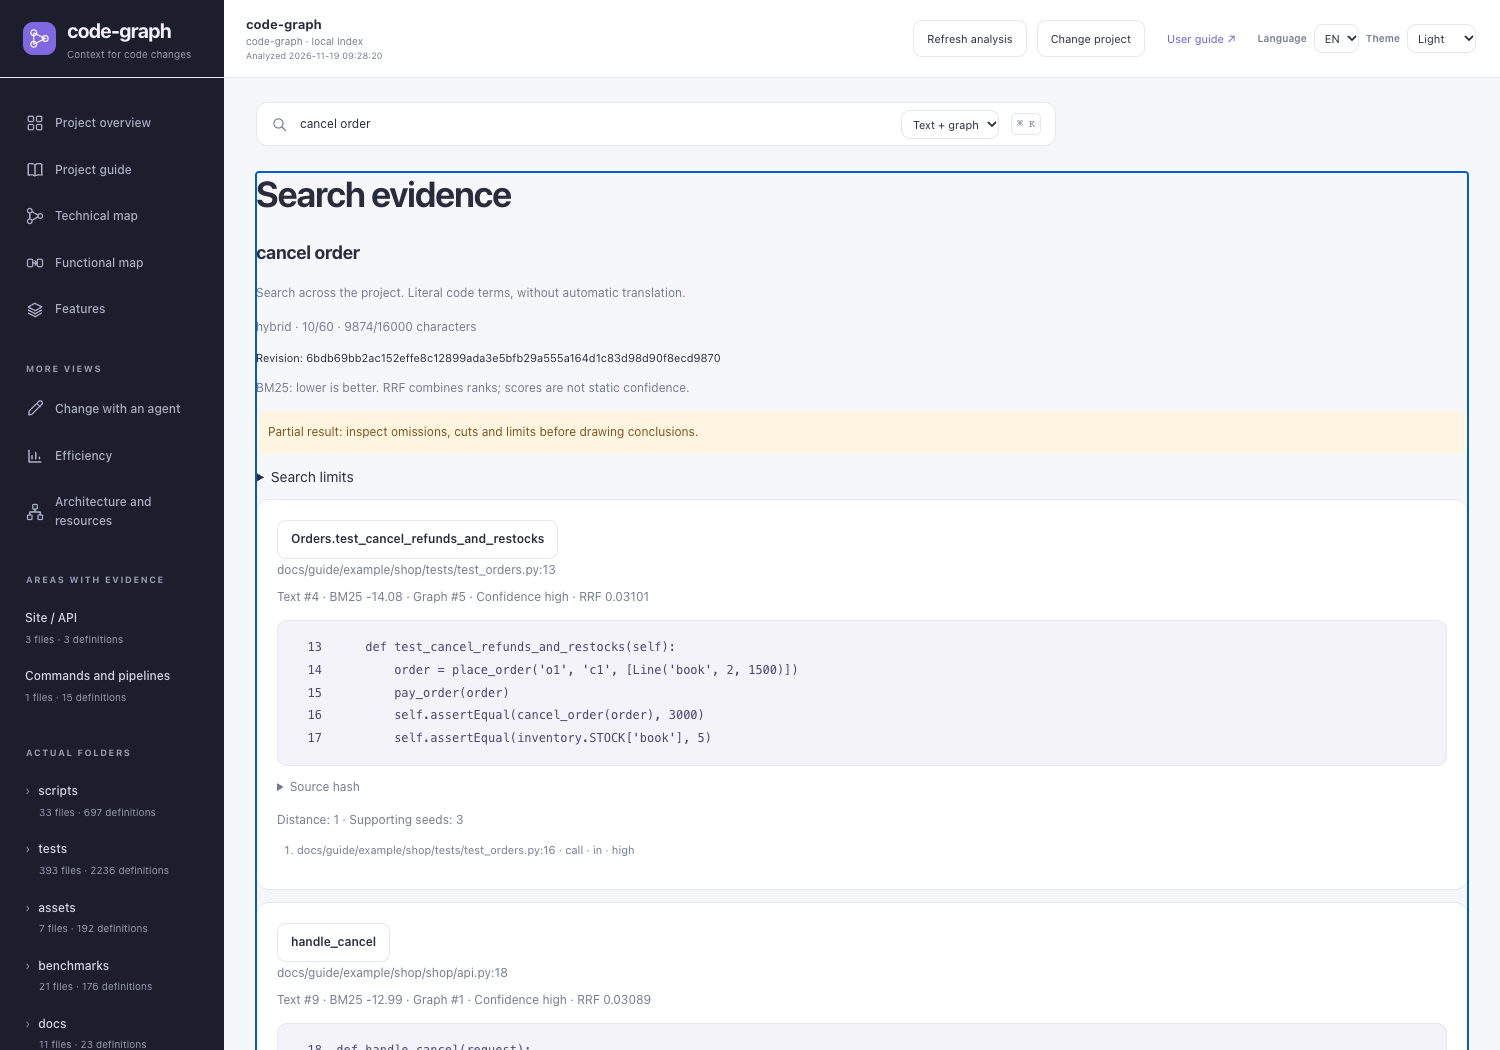 code-graph
Context for code changes
code-graph
code-graph · local index
Analyzed 2026-11-19 09:28:20
Refresh analysis
Change project
User guide ↗
Language
EN
Theme
Light
Project overview
Project guide
Technical map
Functional map
Features
MORE VIEWS
Change with an agent
Efficiency
Architecture and
resources
AREAS WITH EVIDENCE
Site / API
3 files · 3 definitions
Commands and pipelines
1 files · 15 definitions
ACTUAL FOLDERS
› scripts
33 files · 697 definitions
› tests
393 files · 2236 definitions
› assets
7 files · 192 definitions
› benchmarks
21 files · 176 definitions
› docs
11 files · 23 definitions
cancel order
Text + graph
⌘ K
Search evidence
cancel order
Search across the project. Literal code terms, without automatic translation.
hybrid · 10/60 · 9874/16000 characters
Revision: 6bdb69bb2ac152effe8c12899ada3e5bfb29a555a164d1c83d98d90f8ecd9870
BM25: lower is better. RRF combines ranks; scores are not static confidence.
Partial result: inspect omissions, cuts and limits before drawing conclusions.
▶ Search limits
Orders.test_cancel_refunds_and_restocks
docs/guide/example/shop/tests/test_orders.py:13
Text #4 · BM25 -14.08 · Graph #5 · Confidence high · RRF 0.03101
13      def test_cancel_refunds_and_restocks(self):
14          order = place_order('o1', 'c1', [Line('book', 2, 1500)])
15          pay_order(order)
16          self.assertEqual(cancel_order(order), 3000)
17          self.assertEqual(inventory.STOCK['book'], 5)
▶ Source hash
Distance: 1 · Supporting seeds: 3
1. docs/guide/example/shop/tests/test_orders.py:16 · call · in · high
handle_cancel
docs/guide/example/shop/shop/api.py:18
Text #9 · BM25 -12.99 · Graph #1 · Confidence high · RRF 0.03089
18  def handle_cancel(request):